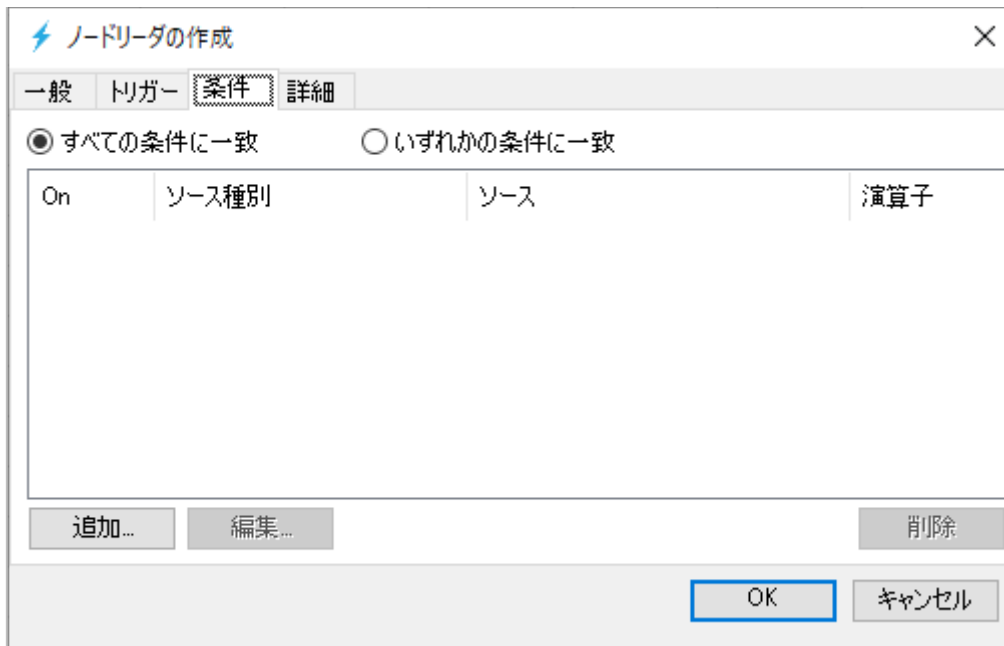 ノードリーダの作成
一般 トリガー 条件 詳細
すべての条件に一致 いずれかの条件に一致
On ソース種別 ソース 演算子
追加... 編集... 削除
OK キャンセル